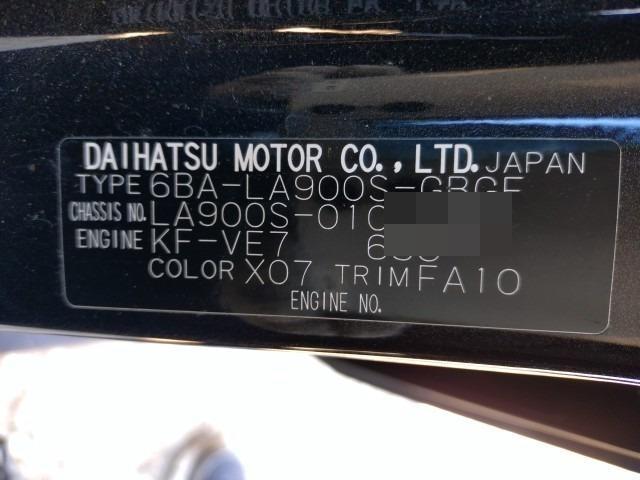 DAIHATSU MOTOR CO., LTD. JAPAN
TYPE 6BA-LA900S-GBGF
CHASSIS NO. LA900S-010
ENGINE KF-VE7
COLOR X07 TRIM FA10
ENGINE NO.